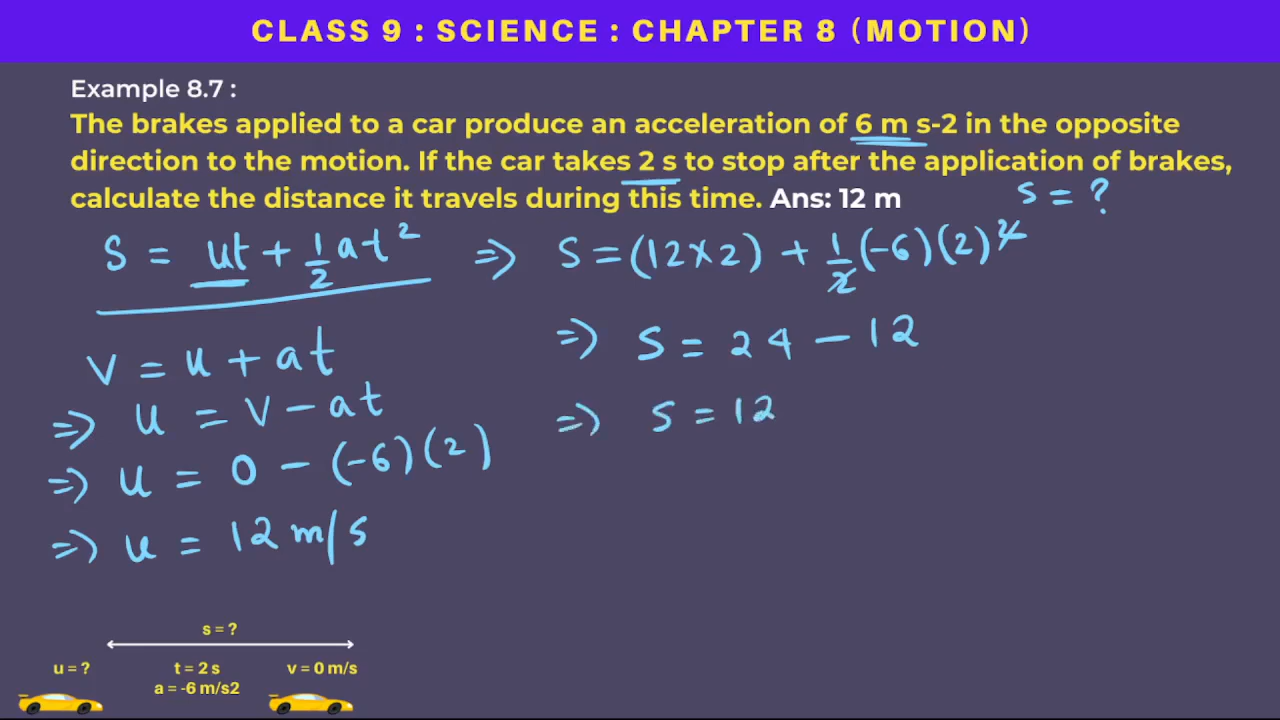 CLASS 9 : SCIENCE : CHAPTER 8 (MOTION)
Example 8.7 :
The brakes applied to a car produce an acceleration of 6 m s-2 in the opposite
direction to the motion. If the car takes 2 s to stop after the application of brakes,
calculate the distance it travels during this time. Ans: 12 m
s = ?
S = ut + 1/2 at²
⇒ S = (12×2) + 1/2 (-6)(2)²
⇒ S = 24 - 12
⇒ S = 12
v = u + at
⇒ u = v - at
⇒ u = 0 - (-6)(2)
⇒ u = 12 m/s
s = ?
u = ? t = 2 s v = 0 m/s
a = -6 m/s2